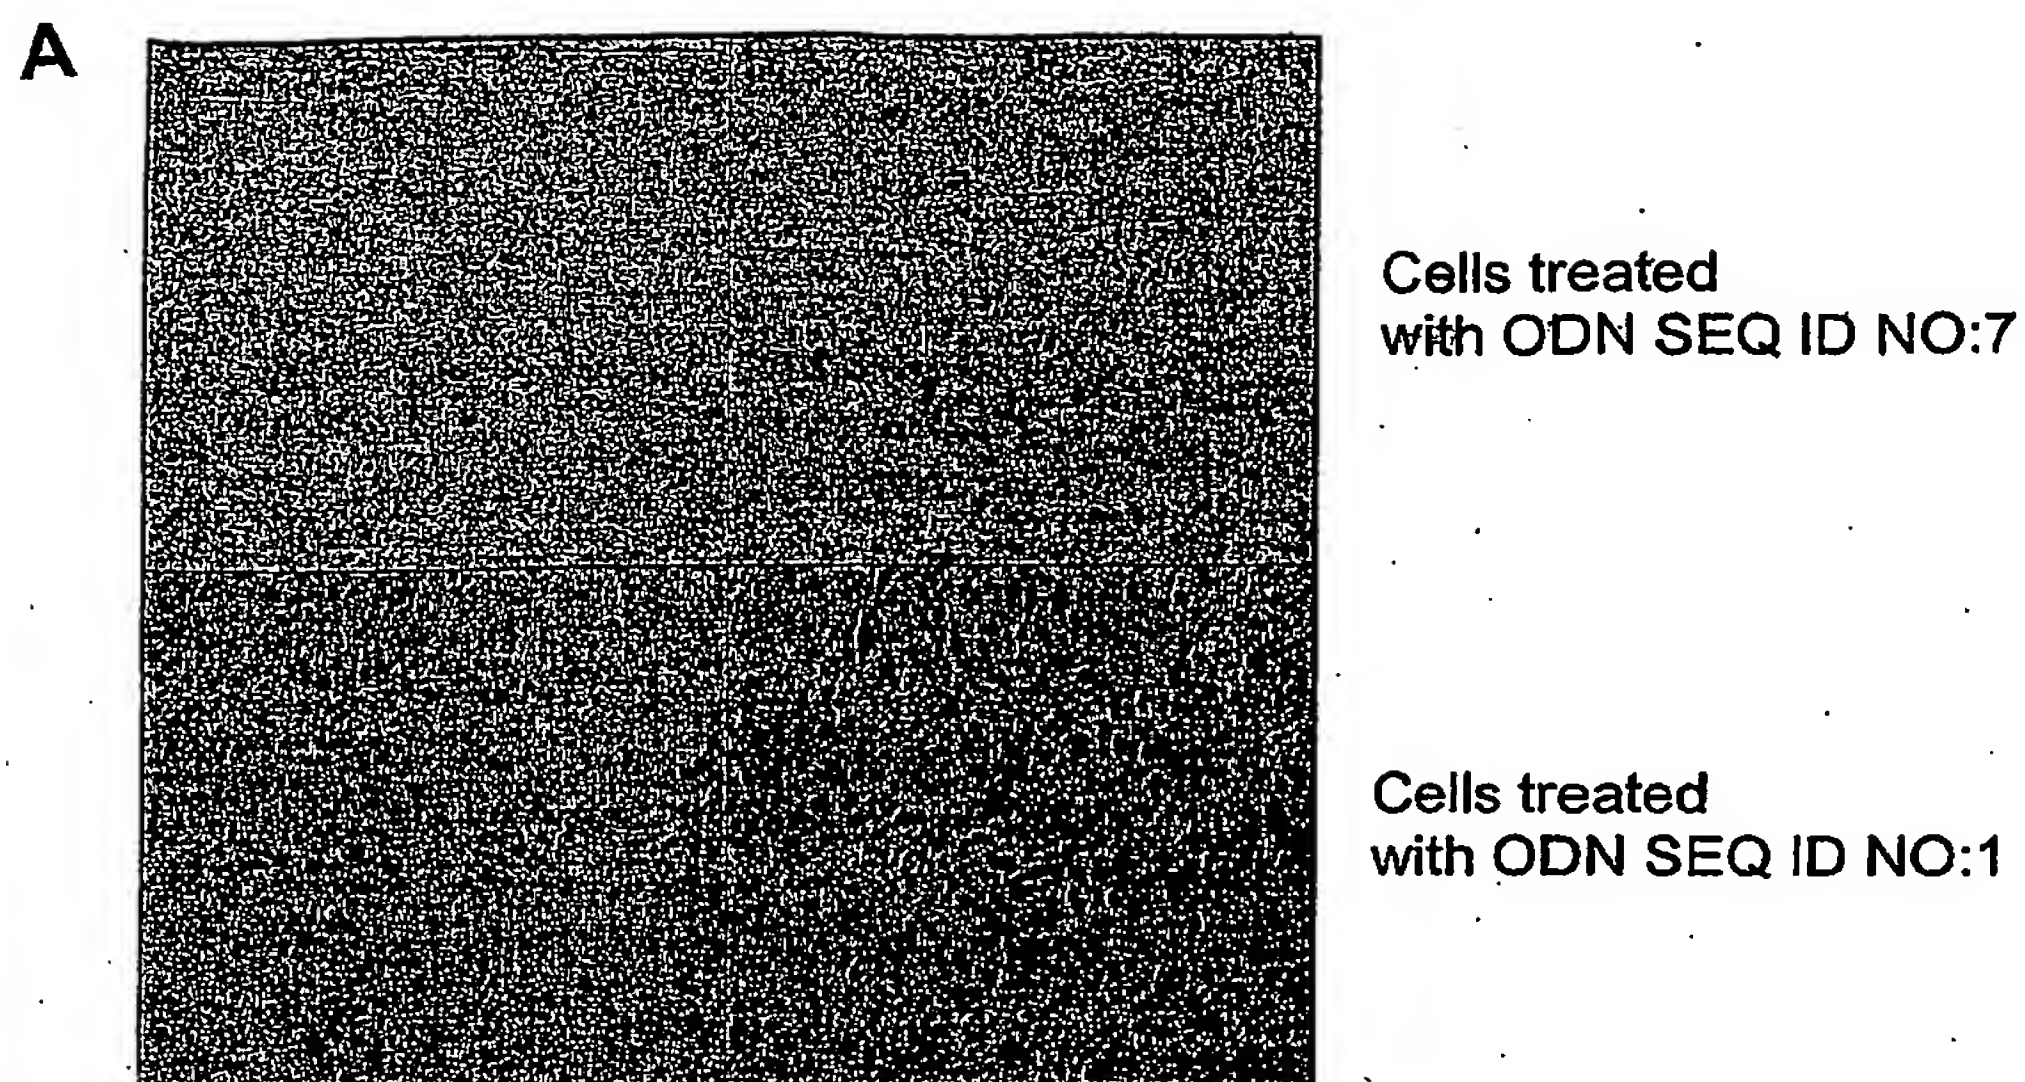 A
Cells treated
with ODN SEQ ID NO:7
Cells treated
with ODN SEQ ID NO:1